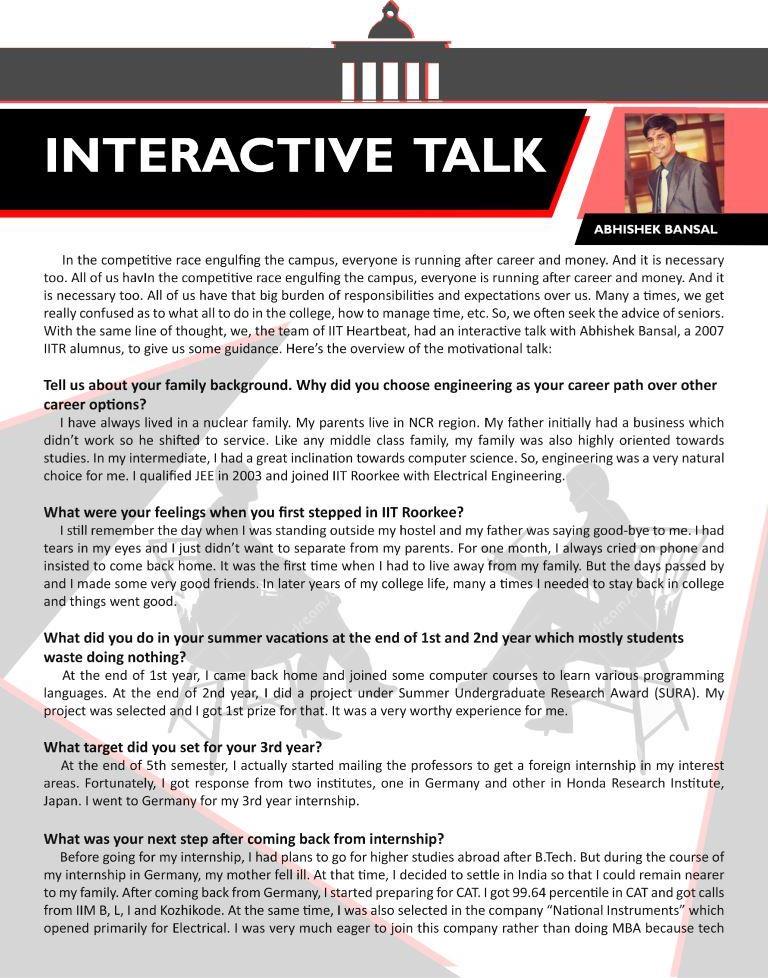 INTERACTIVE TALK
ABHISHEK BANSAL
In the competitive race engulfing the campus, everyone is running after career and money. And it is necessary
too. All of us havIn the competitive race engulfing the campus, everyone is running after career and money. And it
is necessary too. All of us have that big burden of responsibilities and expectations over us. Many a times, we get
really confused as to what all to do in the college, how to manage time, etc. So, we often seek the advice of seniors.
With the same line of thought, we, the team of IIT Heartbeat, had an interactive talk with Abhishek Bansal, a 2007
IITR alumnus, to give us some guidance. Here's the overview of the motivational talk:
Tell us about your family background. Why did you choose engineering as your career path over other
career options?
I have always lived in a nuclear family. My parents live in NCR region. My father initially had a business which
didn't work so he shifted to service. Like any middle class family, my family was also highly oriented towards
studies. In my intermediate, I had a great inclination towards computer science. So, engineering was a very natural
choice for me. I qualified JEE in 2003 and joined IIT Roorkee with Electrical Engineering.
What were your feelings when you first stepped in IIT Roorkee?
I still remember the day when I was standing outside my hostel and my father was saying good-bye to me. I had
tears in my eyes and I just didn't want to separate from my parents. For one month, I always cried on phone and
insisted to come back home. It was the first time when I had to live away from my family. But the days passed by
and I made some very good friends. In later years of my college life, many a times I needed to stay back in college
and things went good.
What did you do in your summer vacations at the end of 1st and 2nd year which mostly students
waste doing nothing?
At the end of 1st year, I came back home and joined some computer courses to learn various programming
languages. At the end of 2nd year, I did a project under Summer Undergraduate Research Award (SURA). My
project was selected and I got 1st prize for that. It was a very worthy experience for me.
What target did you set for your 3rd year?
At the end of 5th semester, I actually started mailing the professors to get a foreign internship in my interest
areas. Fortunately, I got response from two institutes, one in Germany and other in Honda Research Institute,
Japan. I went to Germany for my 3rd year internship.
What was your next step after coming back from internship?
Before going for my internship, I had plans to go for higher studies abroad after B.Tech. But during the course of
my internship in Germany, my mother fell ill. At that time, I decided to settle in India so that I could remain nearer
to my family. After coming back from Germany, I started preparing for CAT. I got 99.64 percentile in CAT and got calls
from IIM B, L, I and Kozhikode. At the same time, I was also selected in the company "National Instruments" which
opened primarily for Electrical. I was very much eager to join this company rather than doing MBA because tech